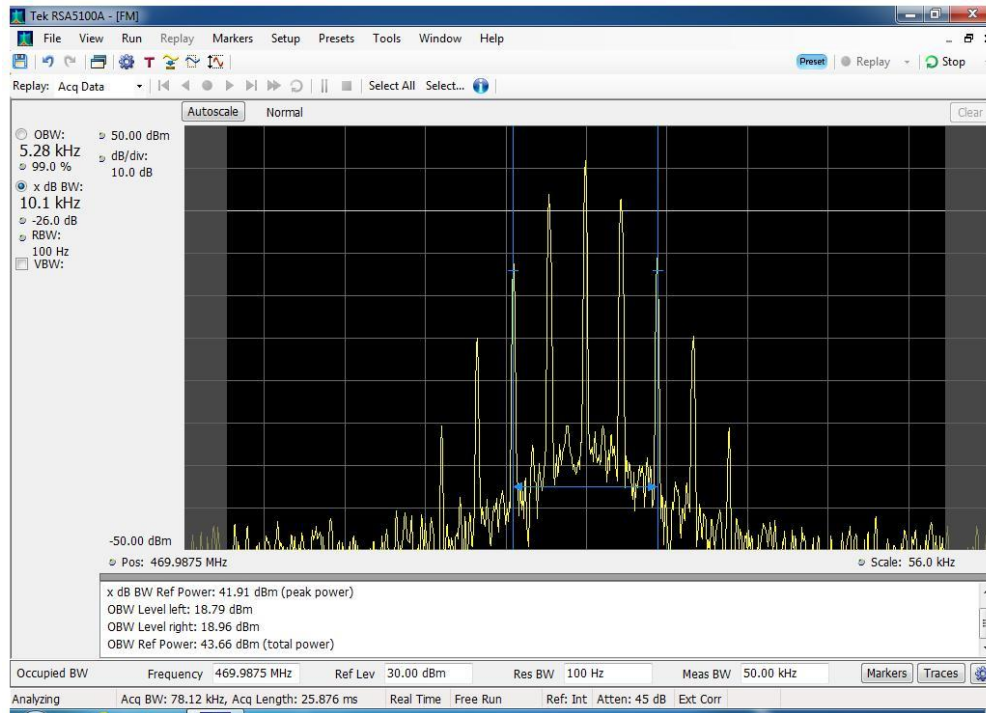 Tek RSA5100A - [FM]
File View Run Replay Markers Setup Presets Tools Window Help
Preset Replay Stop
Replay: Acq Data Select All Select...
Autoscale Normal Clear
OBW:
5.28 kHz
99.0 %
x dB BW:
10.1 kHz
-26.0 dB
RBW:
100 Hz
VBW:
50.00 dBm
dB/div:
10.0 dB
-50.00 dBm
Pos: 469.9875 MHz Scale: 56.0 kHz
x dB BW Ref Power: 41.91 dBm (peak power)
OBW Level left: 18.79 dBm
OBW Level right: 18.96 dBm
OBW Ref Power: 43.66 dBm (total power)
Occupied BW Frequency 469.9875 MHz Ref Lev 30.00 dBm Res BW 100 Hz Meas BW 50.00 kHz Markers Traces
Analyzing Acq BW: 78.12 kHz, Acq Length: 25.876 ms Real Time Free Run Ref: Int Atten: 45 dB Ext Corr